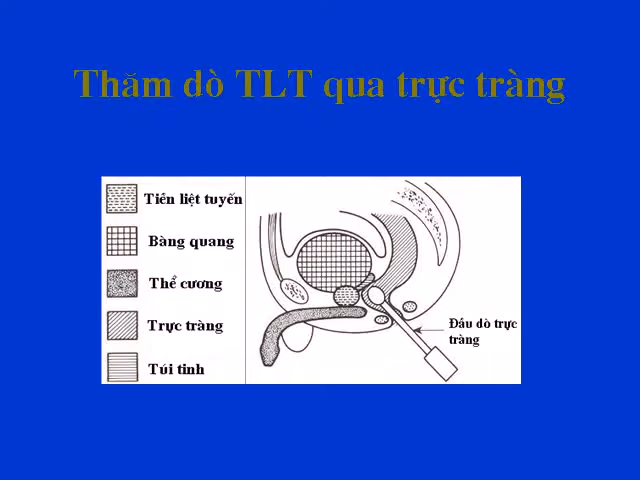 Thăm dò TLT qua trực tràng
Tiền liệt tuyến
Bàng quang
Thể cương
Trực tràng
Túi tinh
Đầu dò trực
tràng